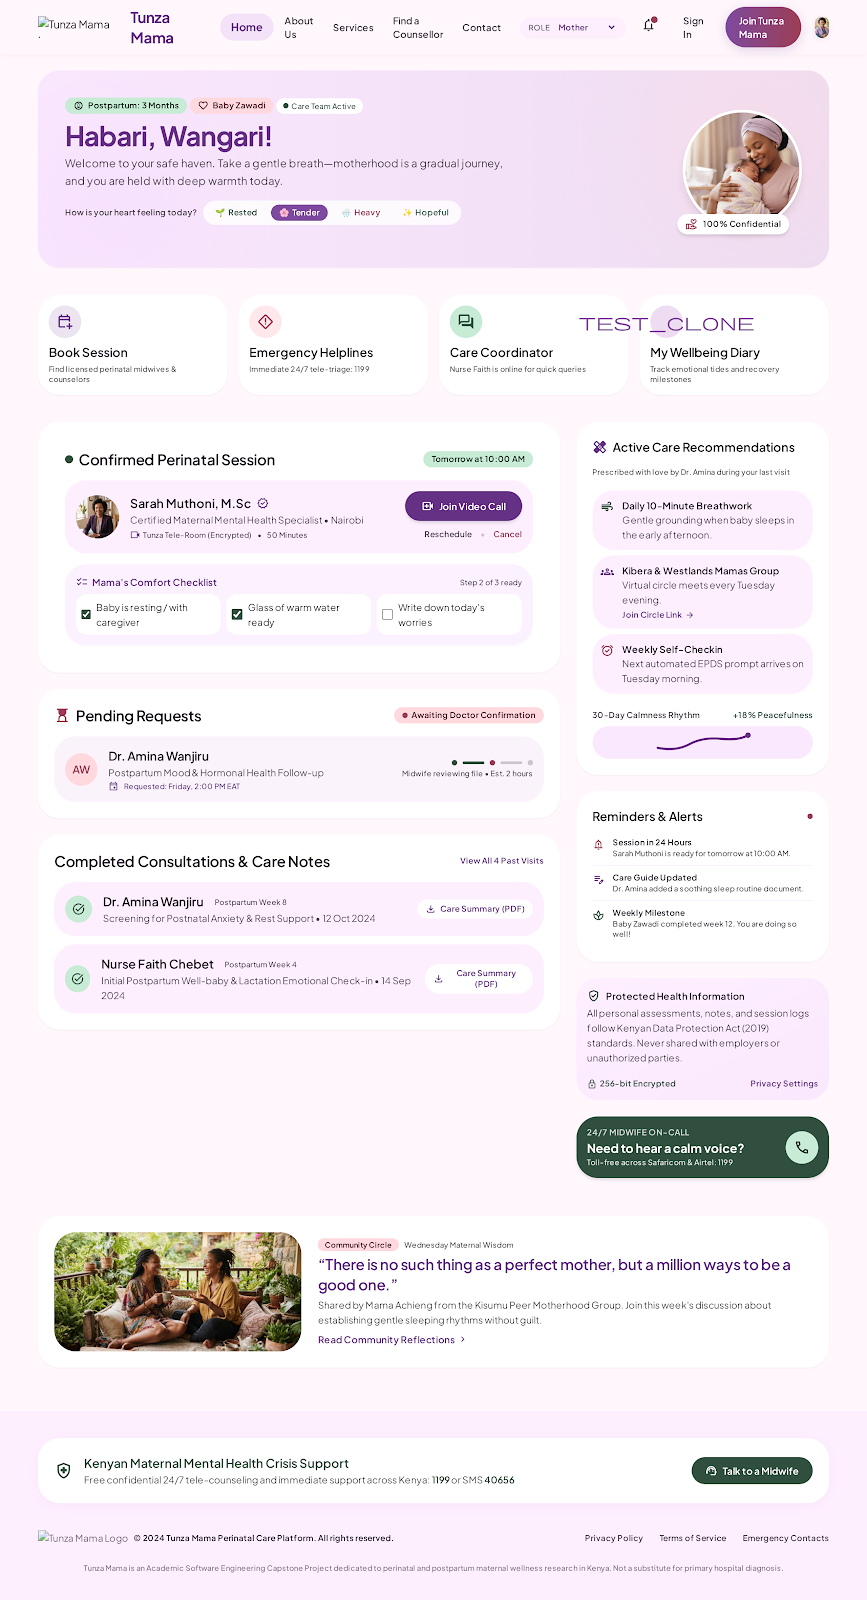 Tunza Mama
.
Tunza
Mama
Home
About
Us
Services
Find a
Counsellor
Contact
ROLE Mother
Sign
In
Join Tunza
Mama
Postpartum: 3 Months
Baby Zawadi
Care Team Active
Habari, Wangari!
Welcome to your safe haven. Take a gentle breath—motherhood is a gradual journey,
and you are held with deep warmth today.
How is your heart feeling today?
🌱 Rested
🌸 Tender
🌧️ Heavy
✨ Hopeful
100% Confidential
Book Session
Find licensed perinatal midwives &
counselors
Emergency Helplines
Immediate 24/7 tele-triage: 1199
Care Coordinator
Nurse Faith is online for quick queries
TEST_CLONE
My Wellbeing Diary
Track emotional tides and recovery
milestones
Confirmed Perinatal Session
Tomorrow at 10:00 AM
Sarah Muthoni, M.Sc
Certified Maternal Mental Health Specialist • Nairobi
Tunza Tele-Room (Encrypted) • 50 Minutes
Join Video Call
Reschedule • Cancel
Mama's Comfort Checklist
Step 2 of 3 ready
Baby is resting / with
caregiver
Glass of warm water
ready
Write down today's
worries
Pending Requests
Awaiting Doctor Confirmation
AW
Dr. Amina Wanjiru
Postpartum Mood & Hormonal Health Follow-up
Requested: Friday, 2:00 PM EAT
Midwife reviewing file • Est. 2 hours
Completed Consultations & Care Notes
View All 4 Past Visits
Dr. Amina Wanjiru
Postpartum Week 8
Screening for Postnatal Anxiety & Rest Support • 12 Oct 2024
Care Summary (PDF)
Nurse Faith Chebet
Postpartum Week 4
Initial Postpartum Well-baby & Lactation Emotional Check-in • 14 Sep
2024
Care Summary
(PDF)
Active Care Recommendations
Prescribed with love by Dr. Amina during your last visit
Daily 10-Minute Breathwork
Gentle grounding when baby sleeps in
the early afternoon.
Kibera & Westlands Mamas Group
Virtual circle meets every Tuesday
evening.
Join Circle Link →
Weekly Self-Checkin
Next automated EPDS prompt arrives on
Tuesday morning.
30-Day Calmness Rhythm
+18% Peacefulness
Reminders & Alerts
Session in 24 Hours
Sarah Muthoni is ready for tomorrow at 10:00 AM.
Care Guide Updated
Dr. Amina added a soothing sleep routine document.
Weekly Milestone
Baby Zawadi completed week 12. You are doing so
well!
Protected Health Information
All personal assessments, notes, and session logs
follow Kenyan Data Protection Act (2019)
standards. Never shared with employers or
unauthorized parties.
256-bit Encrypted
Privacy Settings
24/7 MIDWIFE ON-CALL
Need to hear a calm voice?
Toll-free across Safaricom & Airtel: 1199
Community Circle
Wednesday Maternal Wisdom
“There is no such thing as a perfect mother, but a million ways to be a
good one.”
Shared by Mama Achieng from the Kisumu Peer Motherhood Group. Join this week's discussion about
establishing gentle sleeping rhythms without guilt.
Read Community Reflections
Kenyan Maternal Mental Health Crisis Support
Free confidential 24/7 tele-counseling and immediate support across Kenya: 1199 or SMS 40656
Talk to a Midwife
Tunza Mama Logo
© 2024 Tunza Mama Perinatal Care Platform. All rights reserved.
Privacy Policy
Terms of Service
Emergency Contacts
Tunza Mama is an Academic Software Engineering Capstone Project dedicated to perinatal and postpartum maternal wellness research in Kenya. Not a substitute for primary hospital diagnosis.